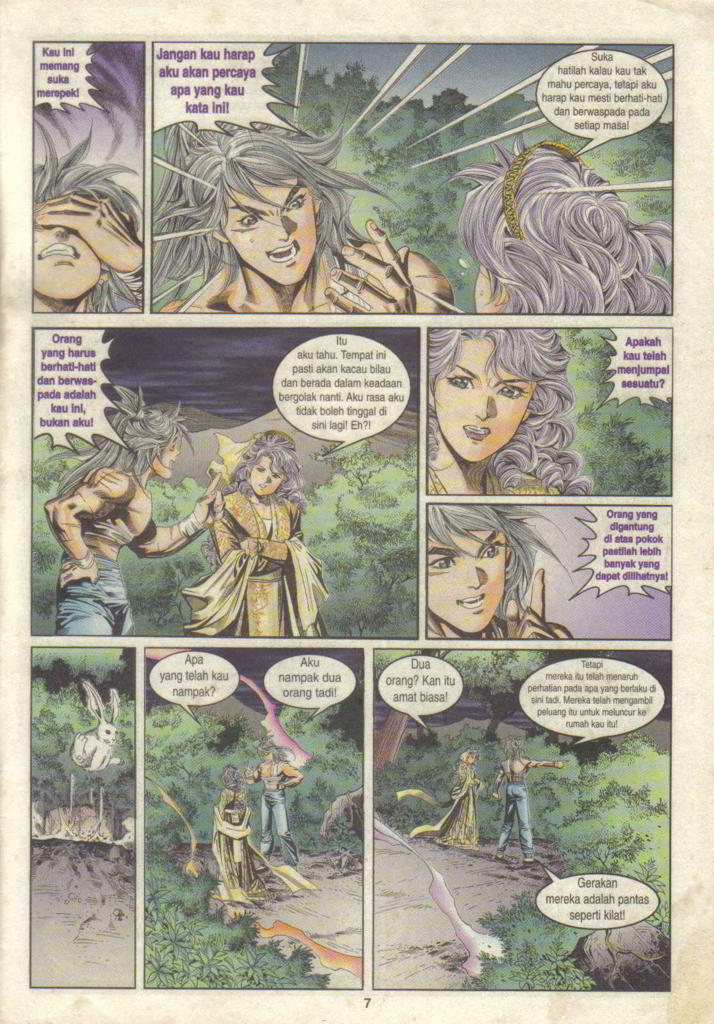 Kau ini
memang
suka
merepek!
Jangan kau harap
aku akan percaya
apa yang kau
kata ini!
Suka
hatilah kalau kau tak
mahu percaya, tetapi aku
harap kau mesti berhati-hati
dan berwaspada pada
setiap masa!
Orang
yang harus
berhati-hati
dan berwas-
pada adalah
kau ini,
bukan aku!
Itu
aku tahu. Tempat ini
pasti akan kacau bilau
dan berada dalam keadaan
bergolak nanti. Aku rasa aku
tidak boleh tinggal di
sini lagi! Eh?!
Apakah
kau telah
menjumpai
sesuatu?
Orang yang
digantung
di atas pokok
pastilah lebih
banyak yang
dapat dilihatnya!
Apa
yang telah kau
nampak?
Aku
nampak dua
orang tadi!
Dua
orang? Kan itu
amat biasa!
Tetapi
mereka itu telah menaruh
perhatian pada apa yang berlaku di
sini tadi. Mereka telah mengambil
peluang itu untuk meluncur ke
rumah kau itu!
Gerakan
mereka adalah pantas
seperti kilat!
7